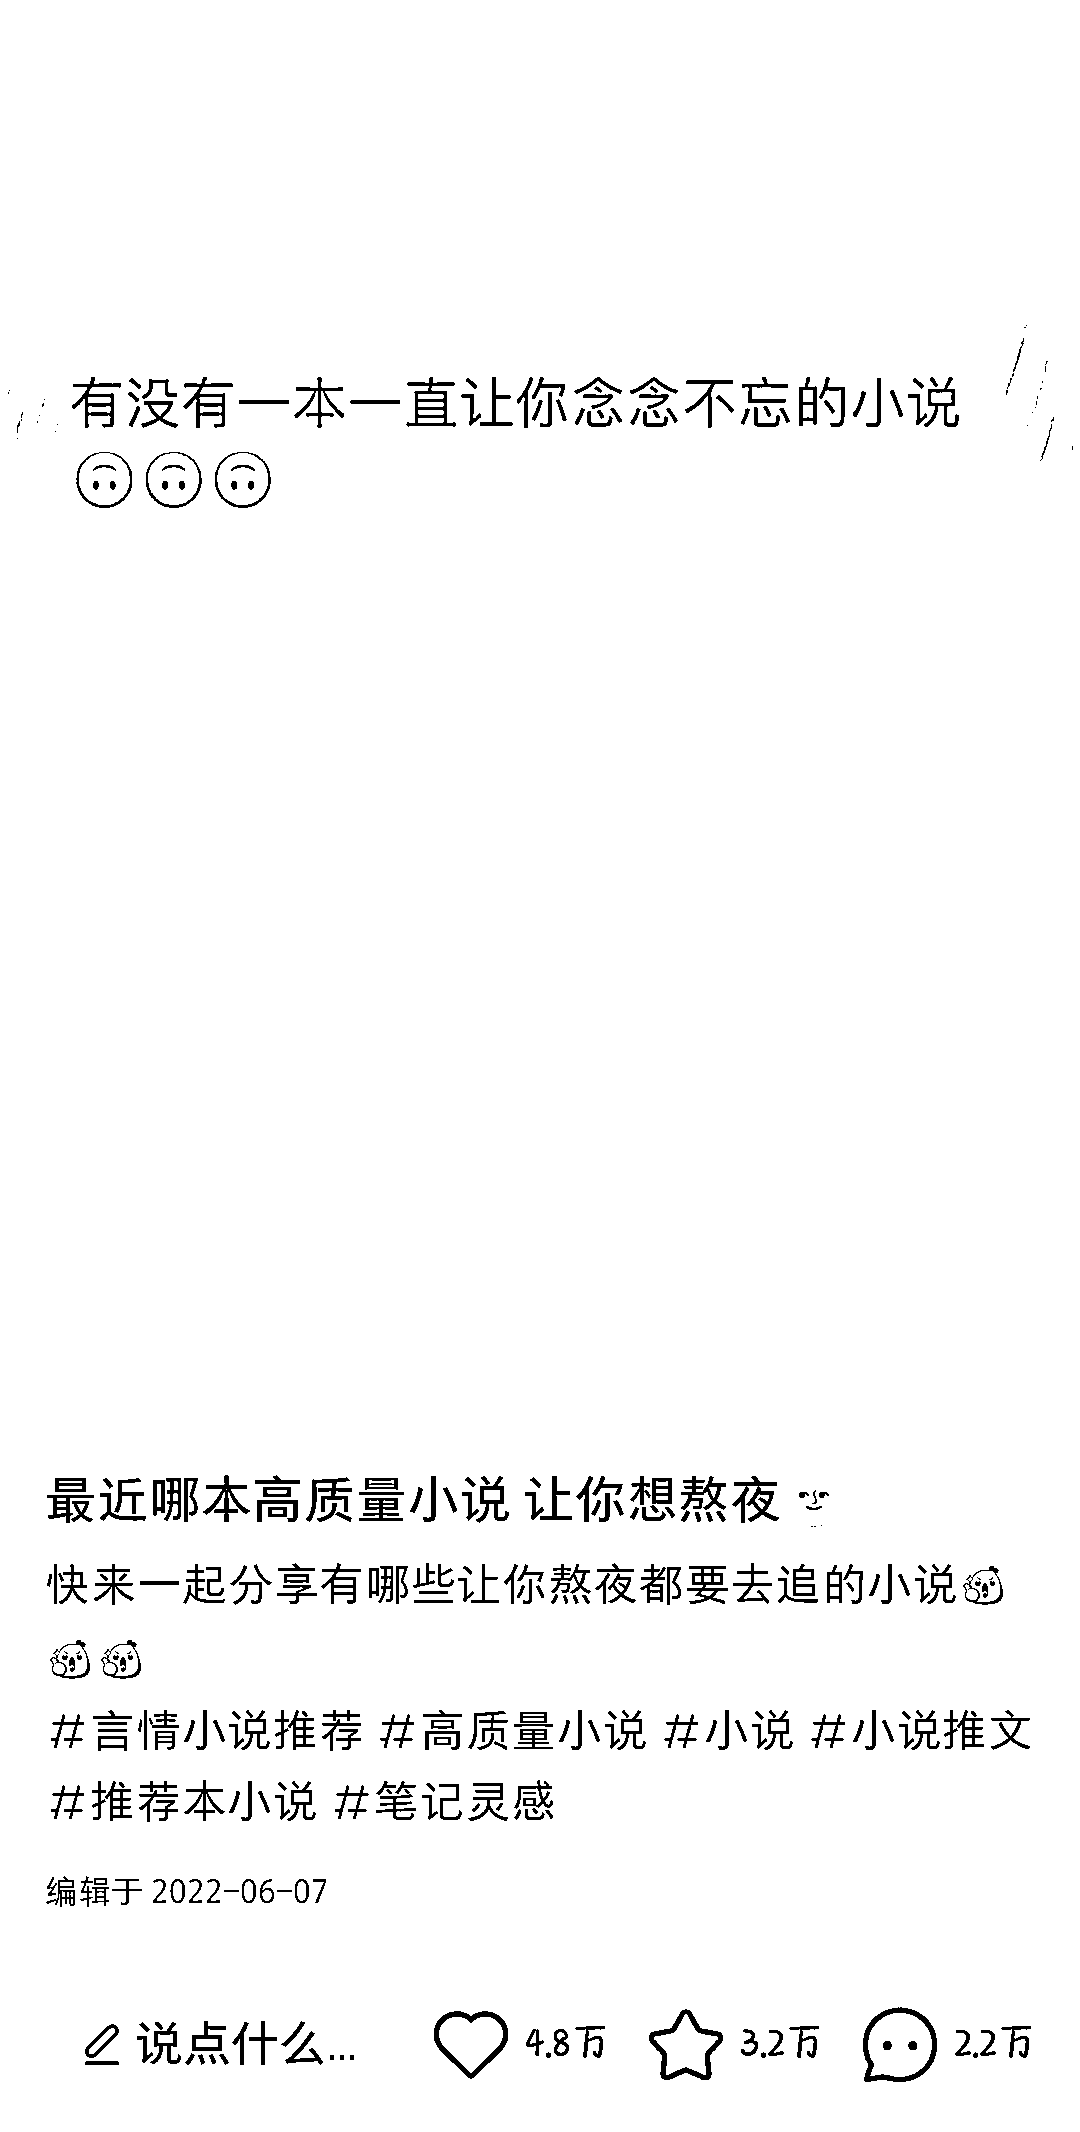 有没有一本一直让你念念不忘的小说
🙃🙃🙃
最近哪本高质量小说 让你想熬夜
快来一起分享有哪些让你熬夜都要去追的小说
#言情小说推荐 #高质量小说 #小说 #小说推文
#推荐本小说 #笔记灵感
编辑于 2022-06-07
说点什么... 4.8万 3.2万 2.2万